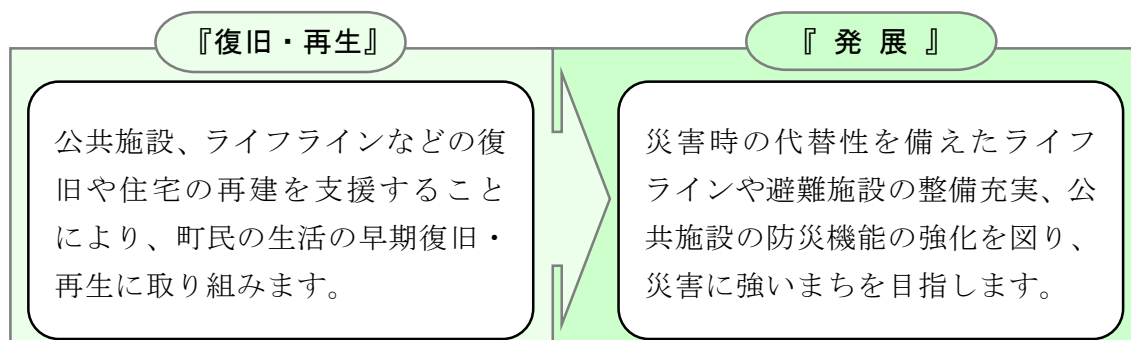 『復旧・再生』
公共施設、ライフラインなどの復
旧や住宅の再建を支援すること
により、町民の生活の早期復旧・
再生に取り組みます。
『 発 展 』
災害時の代替性を備えたライフ
ラインや避難施設の整備充実、公
共施設の防災機能の強化を図り、
災害に強いまちを目指します。